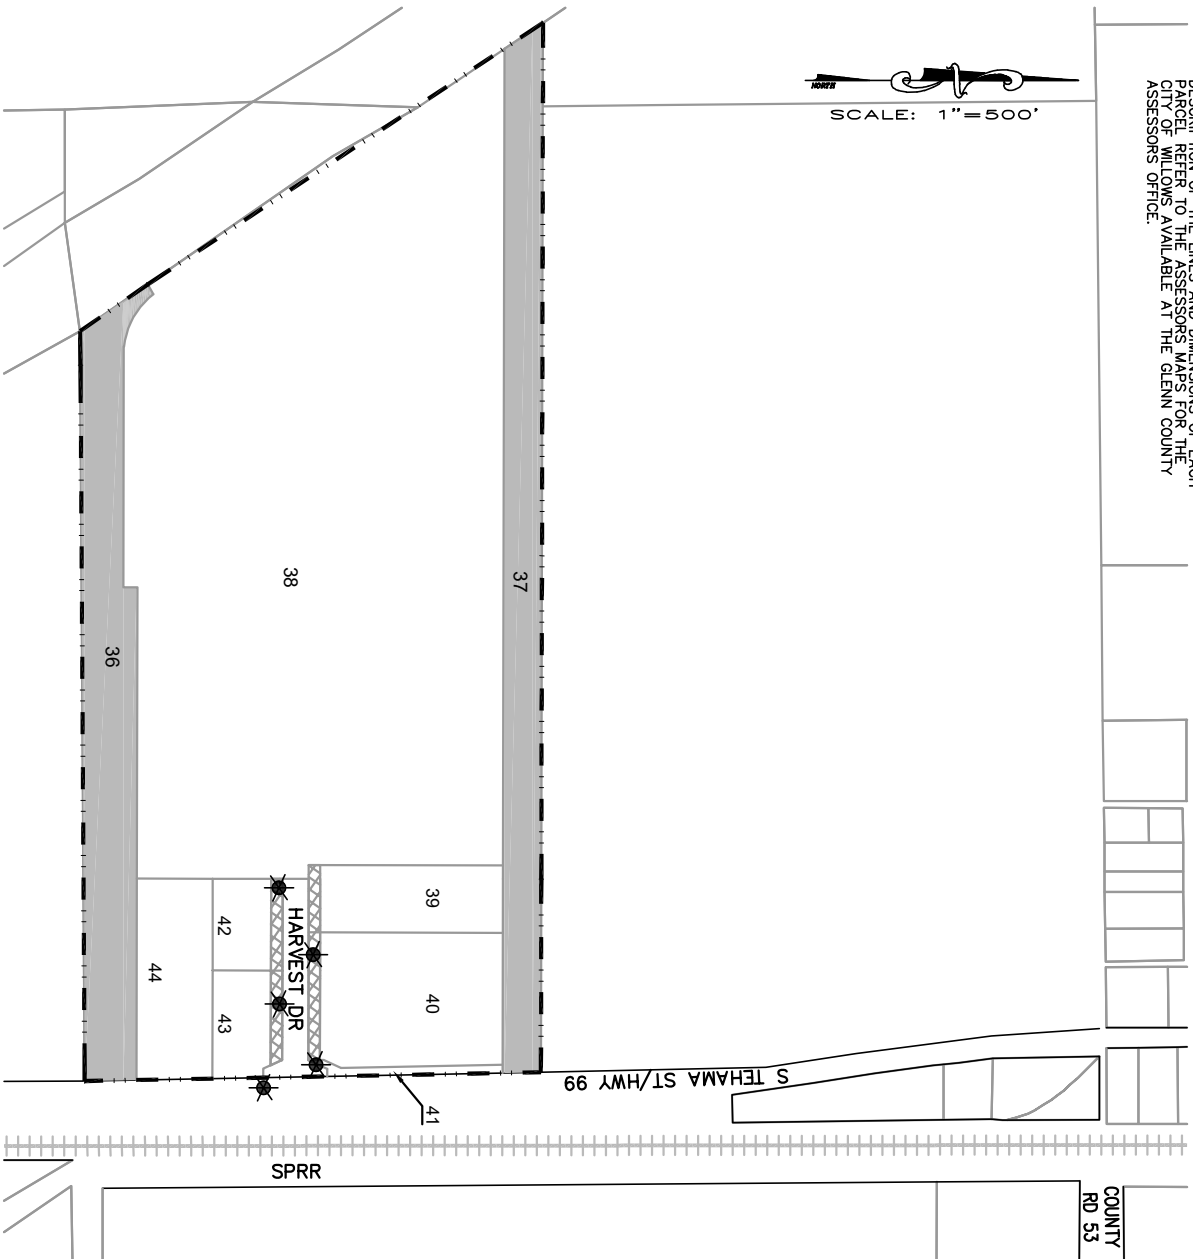 PARCEL REFER TO THE ASSESSORS MAPS FOR THE
CITY OF WILLOWS AVAILABLE AT THE GLENN COUNTY
ASSESSORS OFFICE.
NORTH
SCALE: 1"=500'
37
38
36
39
40
42
43
44
HARVEST DR
41
S TEHAMA ST/HWY 99
SPRR
COUNTY
RD 53